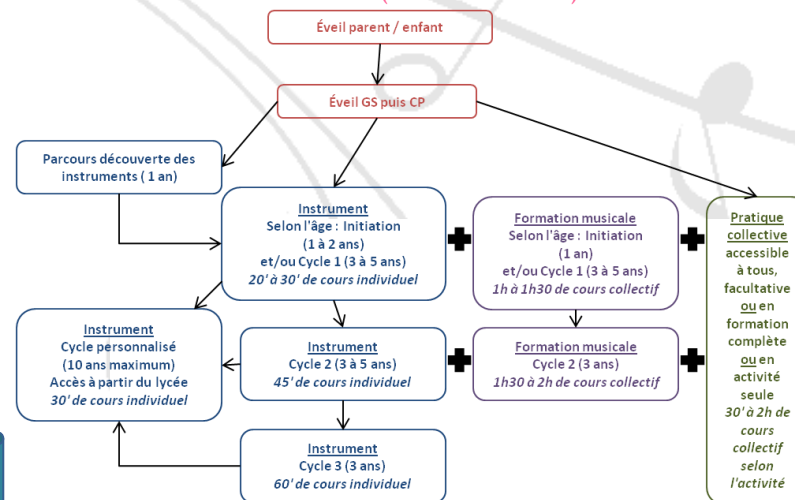 Éveil parent / enfant
Éveil GS puis CP
Parcours découverte des
instruments ( 1 an)
Instrument
Selon l'âge : Initiation
(1 à 2 ans)
et/ou Cycle 1 (3 à 5 ans)
20' à 30' de cours individuel
Formation musicale
Selon l'âge : Initiation
(1 an)
et/ou Cycle 1 (3 à 5 ans)
1h à 1h30 de cours collectif
Pratique
collective
accessible
à tous,
facultative
ou en
formation
complète
ou en
activité
seule
30' à 2h de
cours
collectif
selon
l'activité
Instrument
Cycle personnalisé
(10 ans maximum)
Accès à partir du lycée
30' de cours individuel
Instrument
Cycle 2 (3 à 5 ans)
45' de cours individuel
Formation musicale
Cycle 2 (3 ans)
1h30 à 2h de cours collectif
Instrument
Cycle 3 (3 ans)
60' de cours individuel